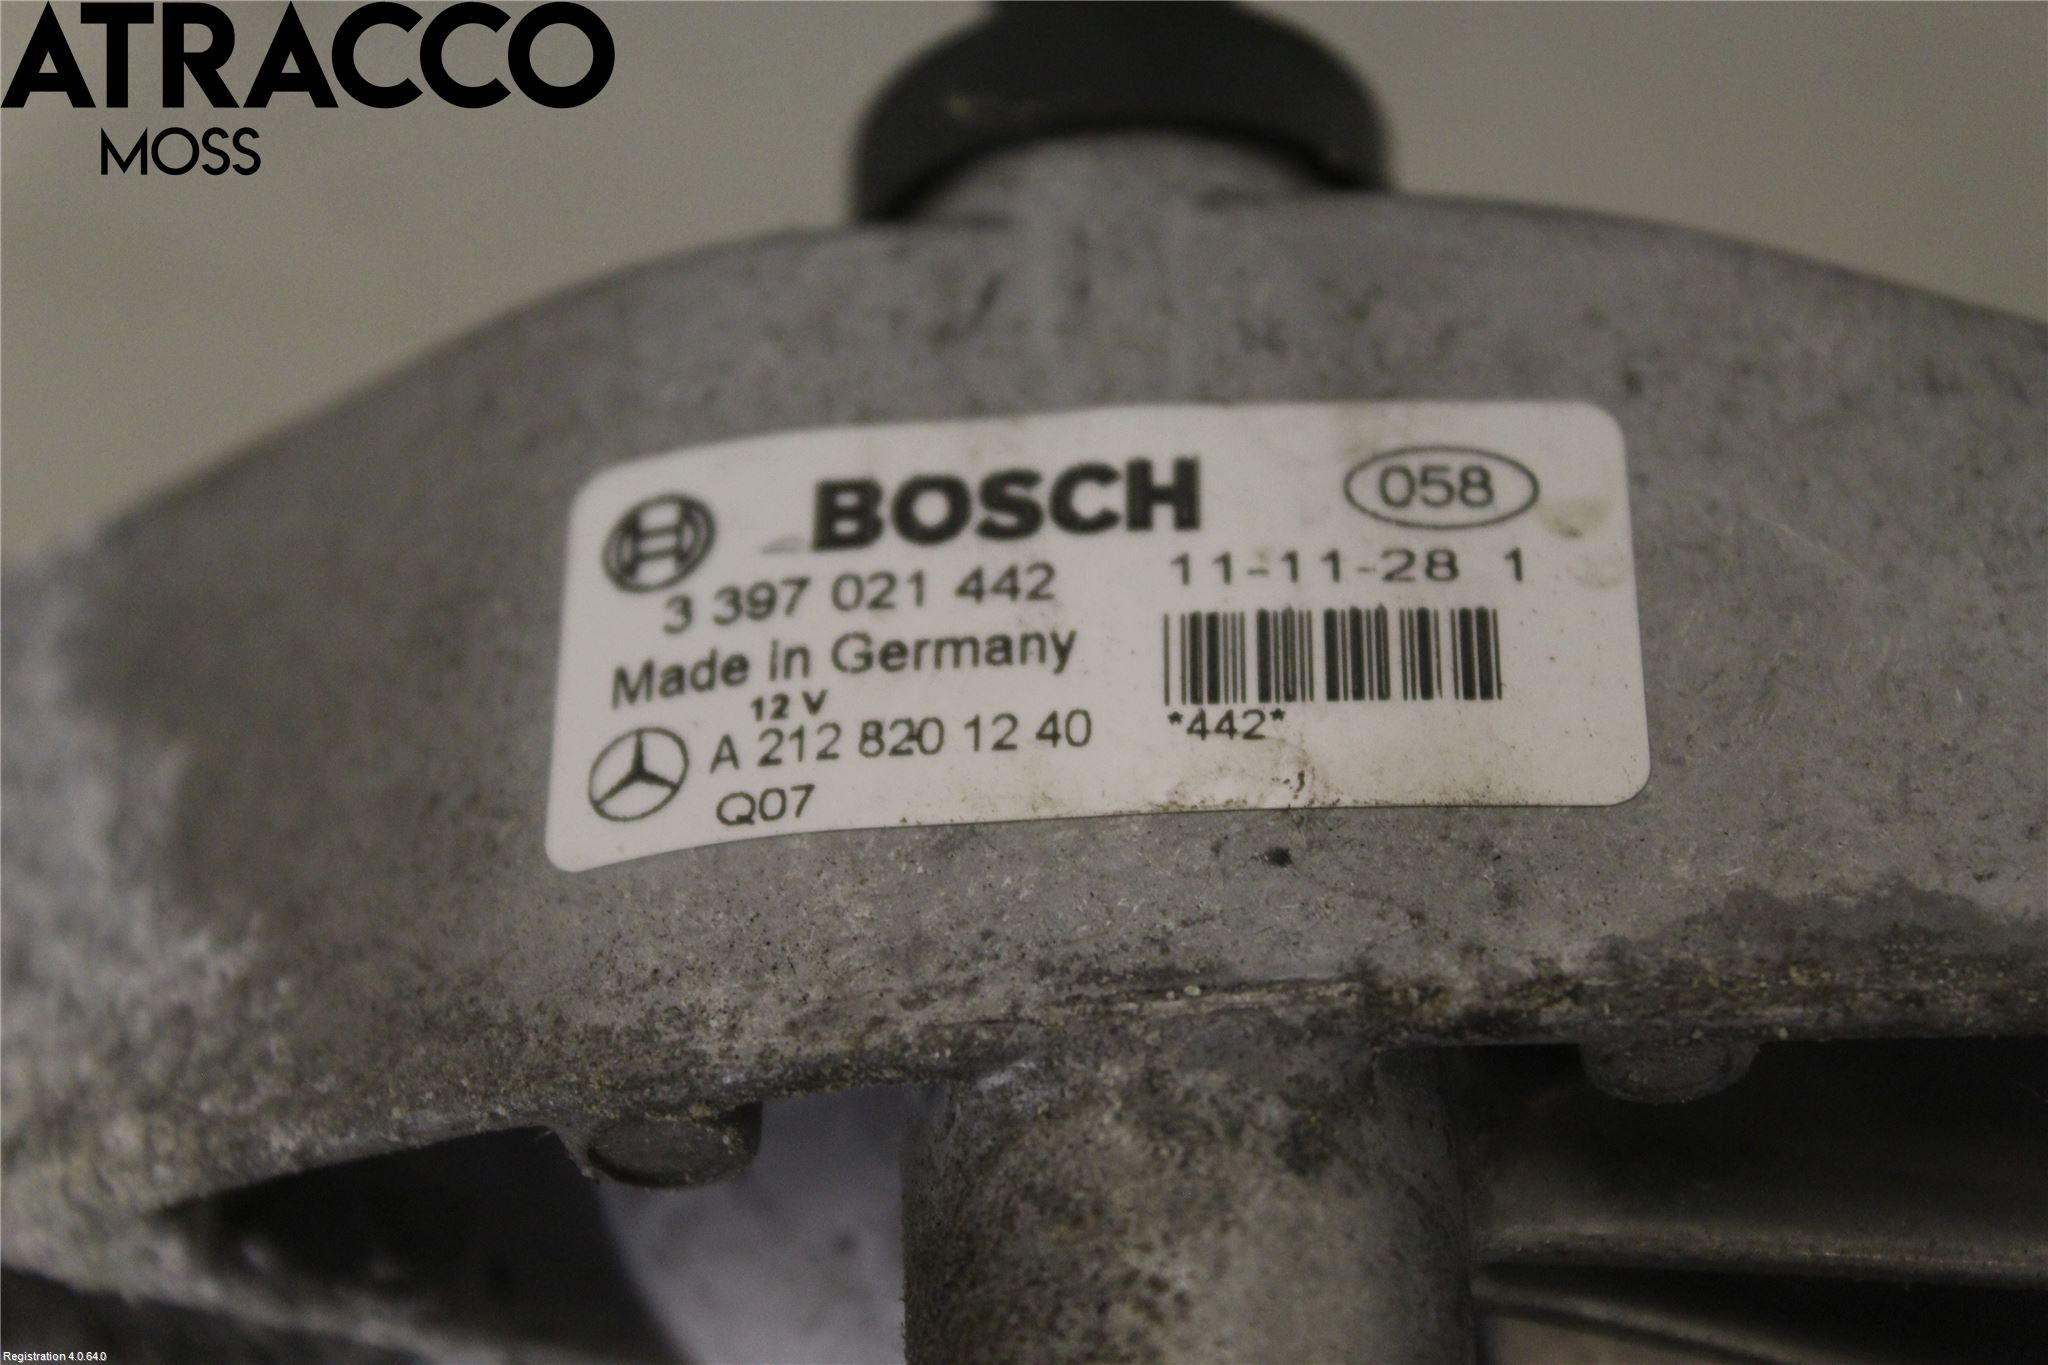 ATRACCO
MOSS
BOSCH
058
3 397 021 442
11-11-28 1
Made in Germany
12 V
A 212 820 12 40
*442*
Q07
Registration 4.0.64.0